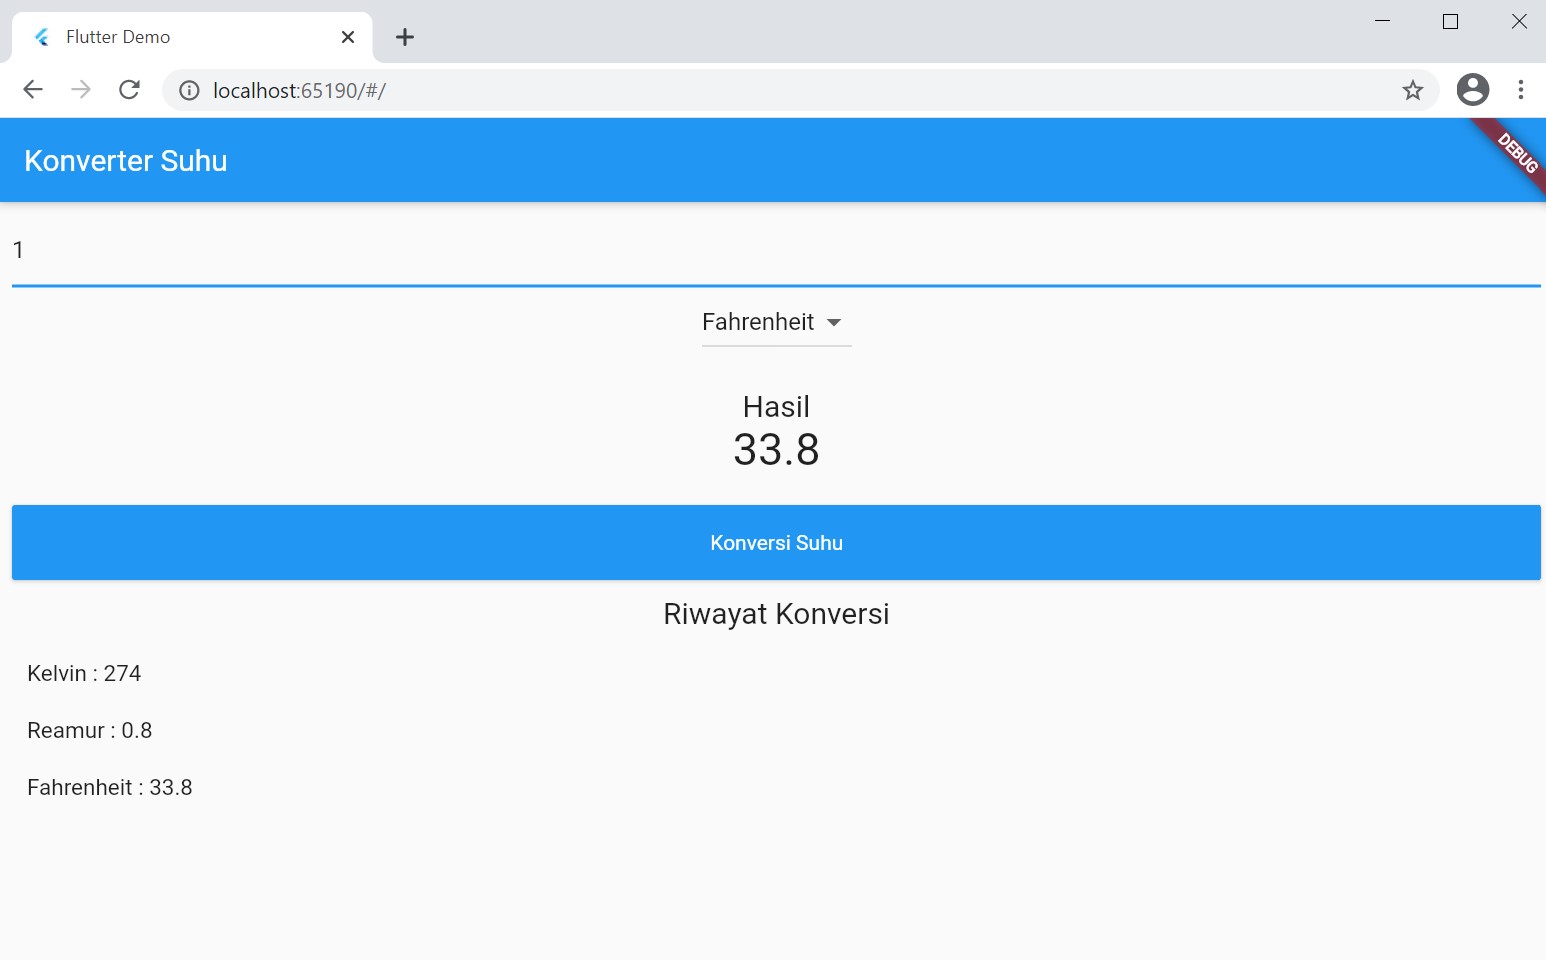 Flutter Demo
localhost:65190/#/
Konverter Suhu
DEBUG
1
Fahrenheit
Hasil
33.8
Konversi Suhu
Riwayat Konversi
Kelvin : 274
Reamur : 0.8
Fahrenheit : 33.8